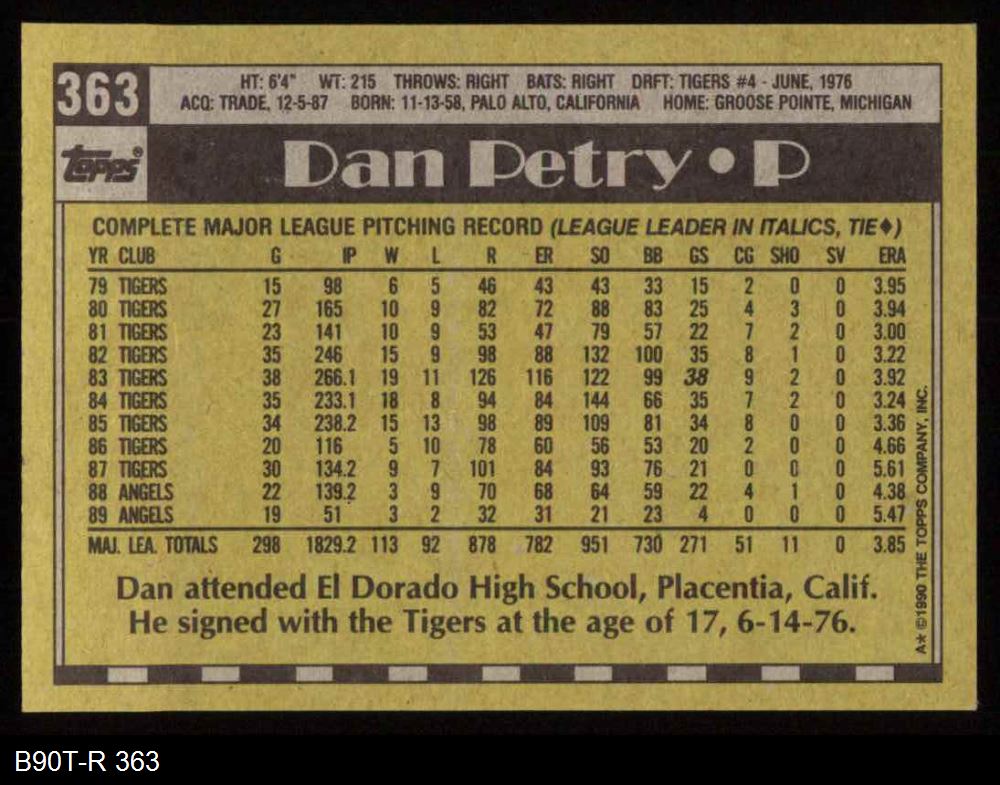 363
HT: 6'4" WT: 215 THROWS: RIGHT BATS: RIGHT DRFT: TIGERS #4 - JUNE, 1976
ACQ: TRADE, 12-5-87 BORN: 11-13-58, PALO ALTO, CALIFORNIA HOME: GROOSE POINTE, MICHIGAN
Topps®
Dan Petry • P
COMPLETE MAJOR LEAGUE PITCHING RECORD (LEAGUE LEADER IN ITALICS, TIE♦)
YR CLUB G IP W L R ER SO BB GS CG SHO SV ERA
79 TIGERS 15 98 6 5 46 43 43 33 15 2 0 0 3.95
80 TIGERS 27 165 10 9 82 72 88 83 25 4 3 0 3.94
81 TIGERS 23 141 10 9 53 47 79 57 22 7 2 0 3.00
82 TIGERS 35 246 15 9 98 88 132 100 35 8 1 0 3.22
83 TIGERS 38 266.1 19 11 126 116 122 99 38 9 2 0 3.92
84 TIGERS 35 233.1 18 8 94 84 144 66 35 7 2 0 3.24
85 TIGERS 34 238.2 15 13 98 89 109 81 34 8 0 0 3.36
86 TIGERS 20 116 5 10 78 60 56 53 20 2 0 0 4.66
87 TIGERS 30 134.2 9 7 101 84 93 76 21 0 0 0 5.61
88 ANGELS 22 139.2 3 9 70 68 64 59 22 4 1 0 4.38
89 ANGELS 19 51 3 2 32 31 21 23 4 0 0 0 5.47
MAJ. LEA. TOTALS 298 1829.2 113 92 878 782 951 730 271 51 11 0 3.85
Dan attended El Dorado High School, Placentia, Calif.
He signed with the Tigers at the age of 17, 6-14-76.
A★ ©1990 THE TOPPS COMPANY, INC.
B90T-R 363